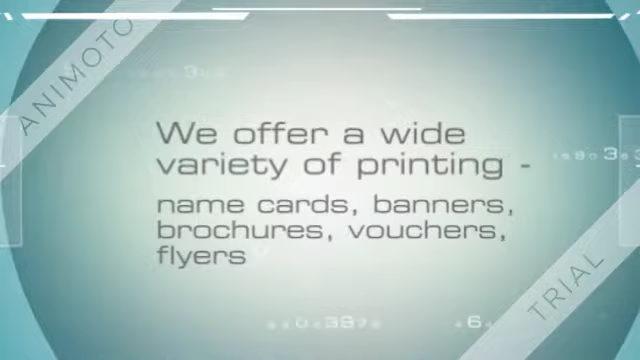 ANIMOTO
We offer a wide
variety of printing -
name cards, banners,
brochures, vouchers,
flyers
TRIAL